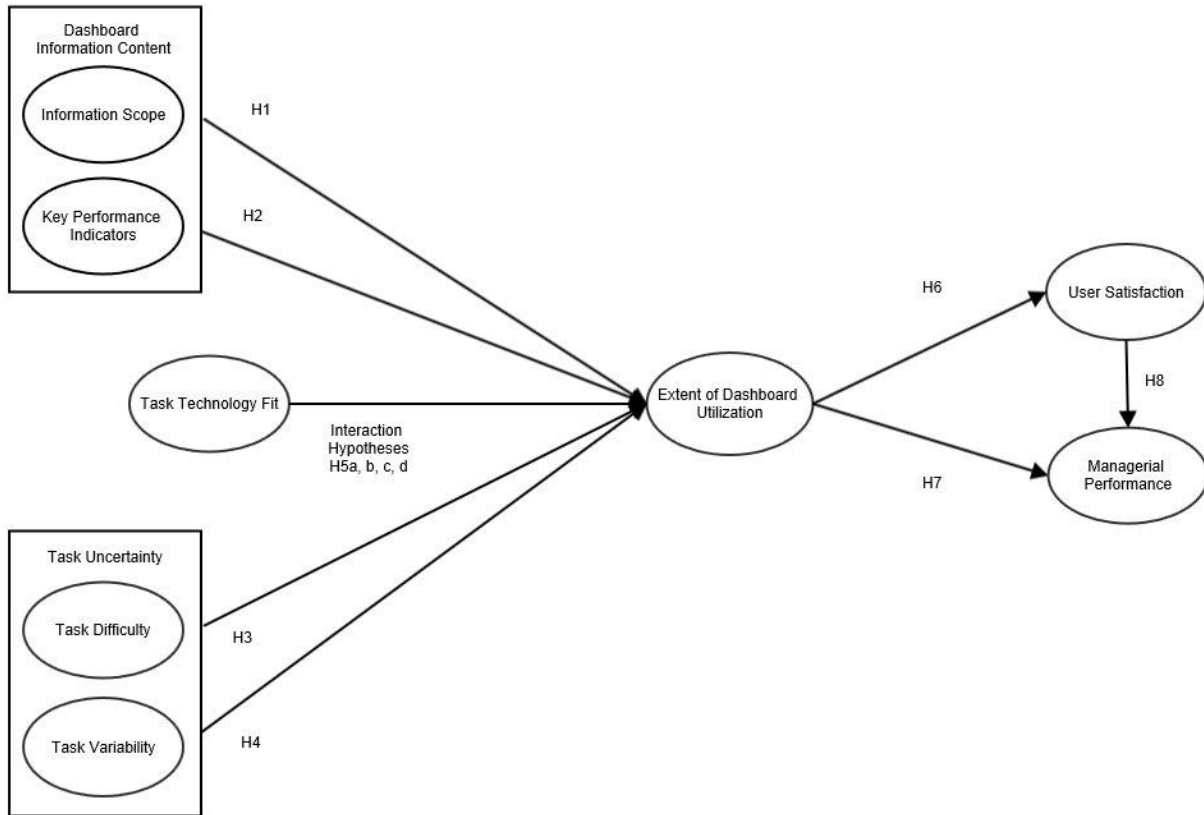 Dashboard
Information Content
Information Scope
H1
Key Performance
Indicators
H2
Task Technology Fit
Interaction
Hypotheses
H5a, b, c, d
Extent of Dashboard
Utilization
H6
User Satisfaction
H8
H7
Managerial
Performance
Task Uncertainty
Task Difficulty
H3
Task Variability
H4